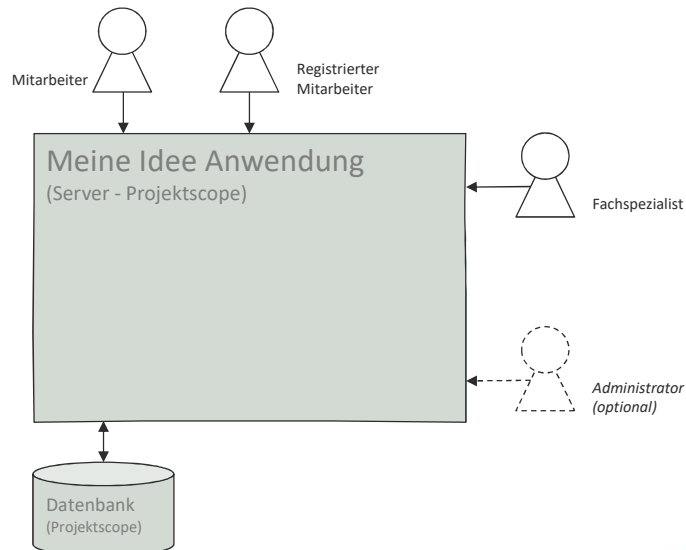 Mitarbeiter
Registrierter
Mitarbeiter
Meine Idee Anwendung
(Server - Projektscope)
Fachspezialist
Administrator
(optional)
Datenbank
(Projektscope)